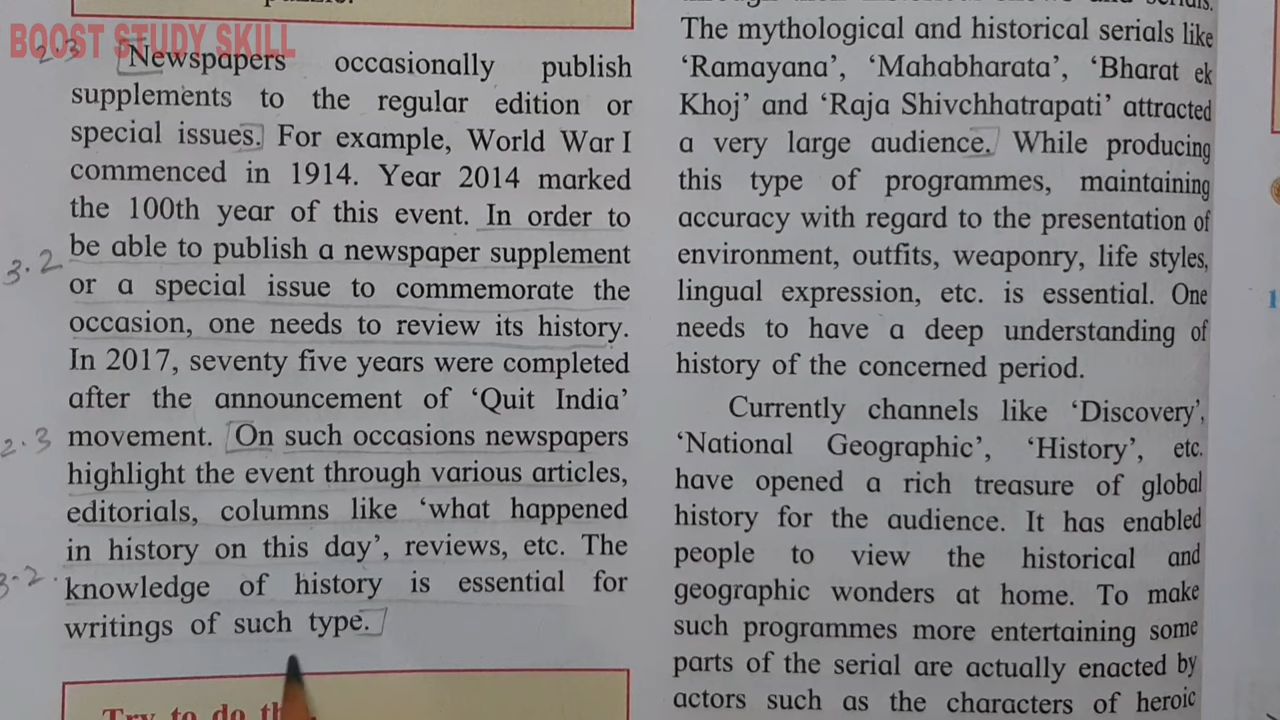 puzzle.
BOOST STUDY SKILL
2.3
Newspapers occasionally publish
supplements to the regular edition or
special issues. For example, World War I
commenced in 1914. Year 2014 marked
the 100th year of this event. In order to
3.2
be able to publish a newspaper supplement
or a special issue to commemorate the
occasion, one needs to review its history.
In 2017, seventy five years were completed
after the announcement of ‘Quit India’
2.3
movement. On such occasions newspapers
highlight the event through various articles,
editorials, columns like ‘what happened
in history on this day’, reviews, etc. The
3.2.
knowledge of history is essential for
writings of such type.
Try to do th
The mythological and historical serials like
‘Ramayana’, ‘Mahabharata’, ‘Bharat ek
Khoj’ and ‘Raja Shivchhatrapati’ attracted
a very large audience. While producing
this type of programmes, maintaining
accuracy with regard to the presentation of
environment, outfits, weaponry, life styles,
lingual expression, etc. is essential. One
needs to have a deep understanding of
history of the concerned period.
Currently channels like ‘Discovery’,
‘National Geographic’, ‘History’, etc.
have opened a rich treasure of global
history for the audience. It has enabled
people to view the historical and
geographic wonders at home. To make
such programmes more entertaining some
parts of the serial are actually enacted by
actors such as the characters of heroic
1